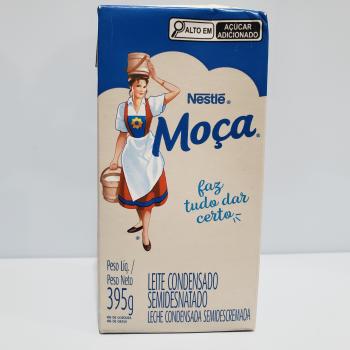 ALTO EM
AÇÚCAR
ADICIONADO
Nestlé®
Moça®
faz
tudo dar
certo
Peso Líq. /
Peso Neto
395g
LEITE CONDENSADO
SEMIDESNATADO
LECHE CONDENSADA SEMIDESCREMADA